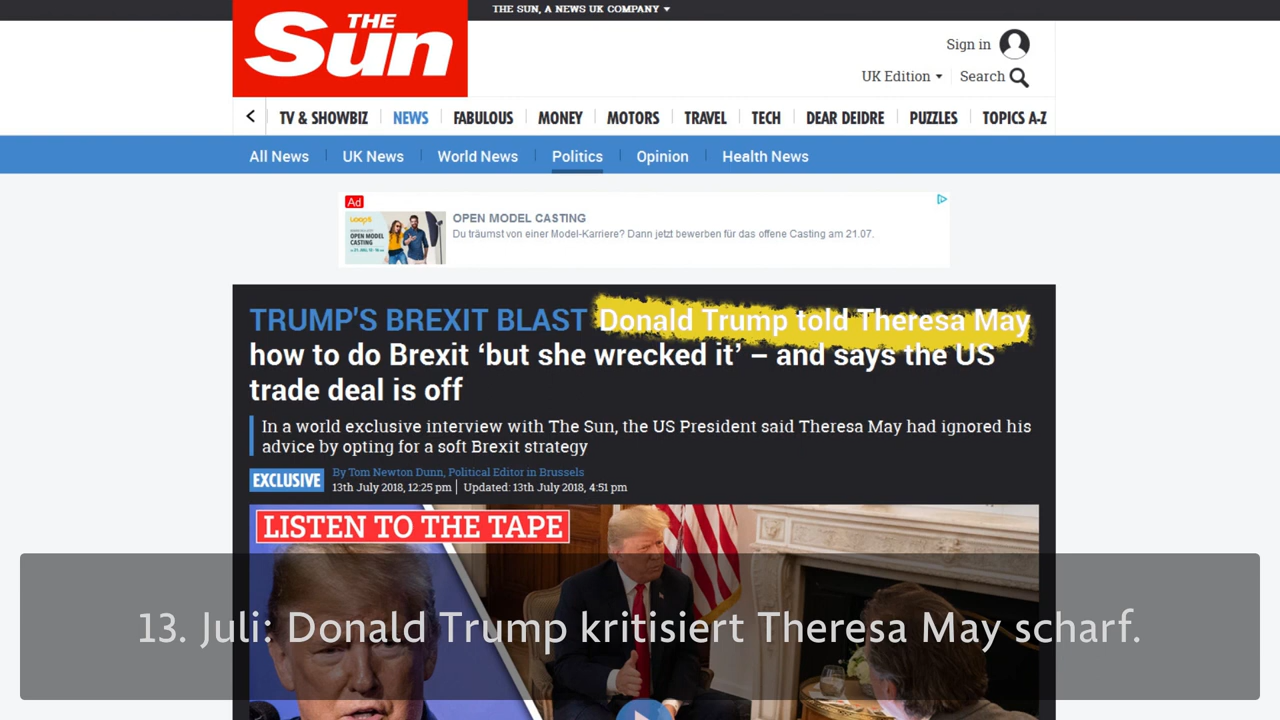 THE SUN, A NEWS UK COMPANY
THE
Sun
Sign in
UK Edition
Search
TV & SHOWBIZ NEWS FABULOUS MONEY MOTORS TRAVEL TECH DEAR DEIDRE PUZZLES TOPICS A-Z
All News UK News World News Politics Opinion Health News
Ad
LOOPS
OPEN MODEL
CASTING
OPEN MODEL CASTING
Du träumst von einer Model-Karriere? Dann jetzt bewerben für das offene Casting am 21.07.
TRUMP'S BREXIT BLAST Donald Trump told Theresa May
how to do Brexit ‘but she wrecked it’ – and says the US
trade deal is off
In a world exclusive interview with The Sun, the US President said Theresa May had ignored his
advice by opting for a soft Brexit strategy
EXCLUSIVE
By Tom Newton Dunn, Political Editor in Brussels
13th July 2018, 12:25 pm | Updated: 13th July 2018, 4:51 pm
LISTEN TO THE TAPE
13. Juli: Donald Trump kritisiert Theresa May scharf.